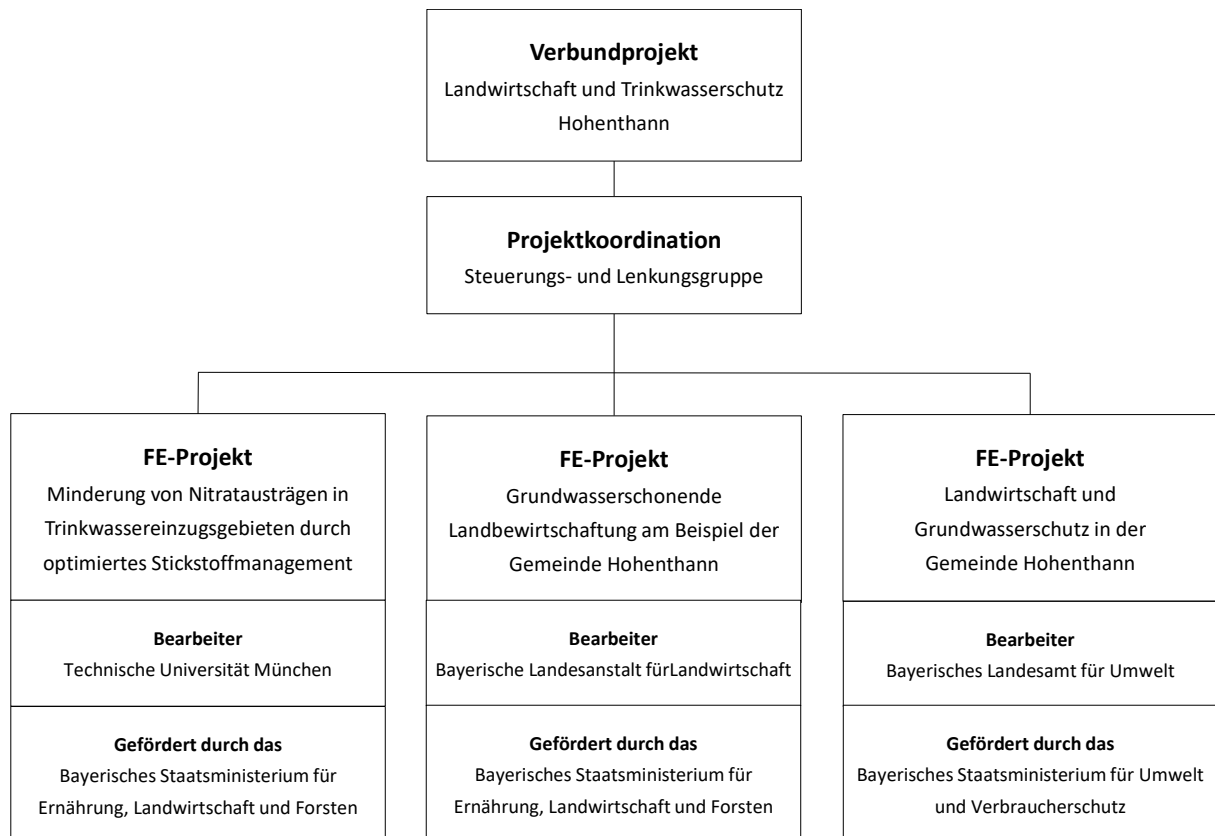 Verbundprojekt
Landwirtschaft und Trinkwasserschutz
Hohenthann
Projektkoordination
Steuerungs- und Lenkungsgruppe
FE-Projekt
Minderung von Nitratausträgen in
Trinkwassereinzugsgebieten durch
optimiertes Stickstoffmanagement
Bearbeiter
Technische Universität München
Gefördert durch das
Bayerisches Staatsministerium für
Ernährung, Landwirtschaft und Forsten
FE-Projekt
Grundwasserschonende
Landbewirtschaftung am Beispiel der
Gemeinde Hohenthann
Bearbeiter
Bayerische Landesanstalt fürLandwirtschaft
Gefördert durch das
Bayerisches Staatsministerium für
Ernährung, Landwirtschaft und Forsten
FE-Projekt
Landwirtschaft und
Grundwasserschutz in der
Gemeinde Hohenthann
Bearbeiter
Bayerisches Landesamt für Umwelt
Gefördert durch das
Bayerisches Staatsministerium für Umwelt
und Verbraucherschutz